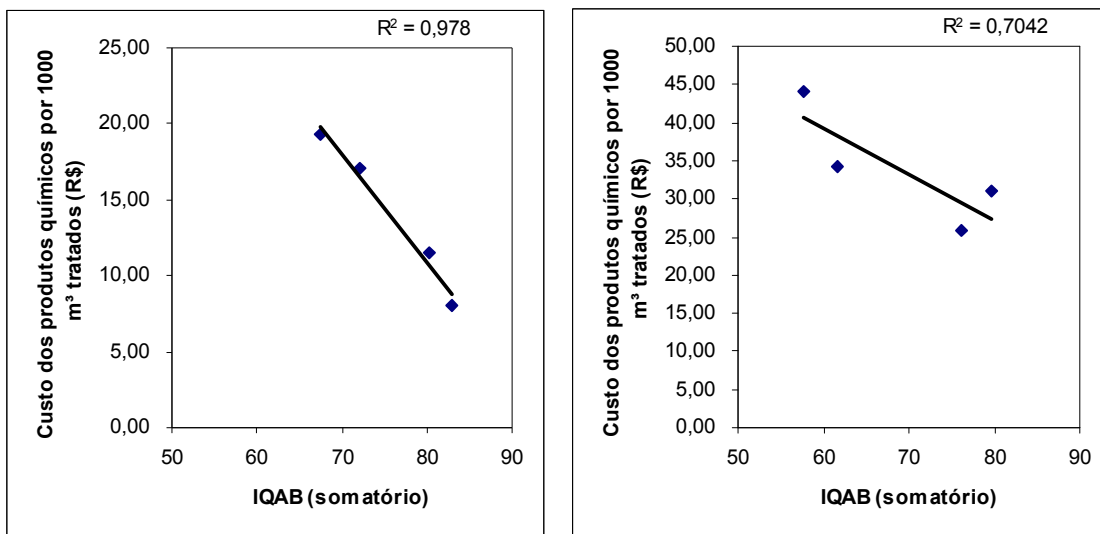 R² = 0,978
Custo dos produtos químicos por 1000
m³ tratados (R$)
25,00
20,00
15,00
10,00
5,00
0,00
50 60 70 80 90
IQAB (somatório)
R² = 0,7042
Custo dos produtos químicos por 1000
m³ tratados (R$)
50,00
45,00
40,00
35,00
30,00
25,00
20,00
15,00
10,00
5,00
0,00
50 60 70 80 90
IQAB (somatório)